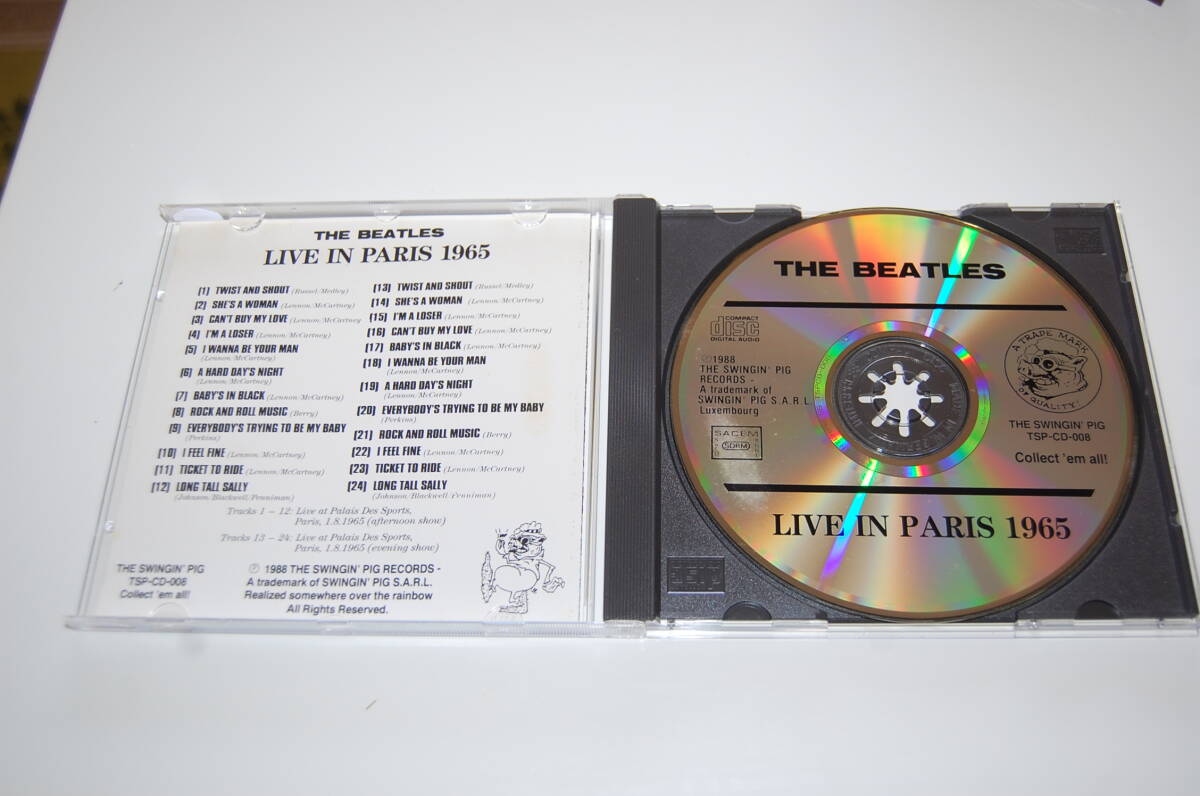 THE BEATLES
LIVE IN PARIS 1965
[1] TWIST AND SHOUT (Russel/Medley)
[2] SHE'S A WOMAN (Lennon/McCartney)
[3] CAN'T BUY MY LOVE (Lennon/McCartney
[4] I'M A LOSER (Lennon/McCartney)
[5] I WANNA BE YOUR MAN
(Lennon/McCartney)
[6] A HARD DAY'S NIGHT
(Lennon/McCartney)
[7] BABY'S IN BLACK (Lennon/McCartney)
[8] ROCK AND ROLL MUSIC (Berry)
[9] EVERYBODY'S TRYING TO BE MY BABY
(Perkins)
[10] I FEEL FINE (Lennon/McCartney)
[11] TICKET TO RIDE (Lennon/McCartney)
[12] LONG TALL SALLY
(Johnson/Blackwell/Penniman)
[13] TWIST AND SHOUT (Russel/Medley)
[14] SHE'S A WOMAN (Lennon/McCartney)
[15] I'M A LOSER (Lennon/McCartney)
[16] CAN'T BUY MY LOVE (Lennon/McCartney)
[17] BABY'S IN BLACK (Lennon/McCartney)
[18] I WANNA BE YOUR MAN
(Lennon/McCartney)
[19] A HARD DAY'S NIGHT
(Lennon/McCartney)
[20] EVERYBODY'S TRYING TO BE MY BABY
(Perkins)
[21] ROCK AND ROLL MUSIC (Berry)
[22] I FEEL FINE (Lennon/McCartney)
[23] TICKET TO RIDE (Lennon/McCartney)
[24] LONG TALL SALLY
(Johnson/Blackwell/Penniman)
Tracks 1 – 12: Live at Palais Des Sports,
Paris, 1.8.1965 (afternoon show)
Tracks 13 – 24: Live at Palais Des Sports,
Paris, 1.8.1965 (evening show)
THE SWINGIN' PIG
TSP-CD-008
Collect 'em all!
℗ 1988 THE SWINGIN' PIG RECORDS -
A trademark of SWINGIN' PIG S.A.R.L.
Realized somewhere over the rainbow
All Rights Reserved.
THE BEATLES
COMPACT
disc
DIGITAL AUDIO
℗1988
THE SWINGIN' PIG
RECORDS -
A trademark of
SWINGIN' PIG S.A.R.L.
Luxembourg
SACEM
SDRM
A TRADE MARK
OF QUALITY!
THE SWINGIN' PIG
TSP-CD-008
Collect 'em all!
LIVE IN PARIS 1965